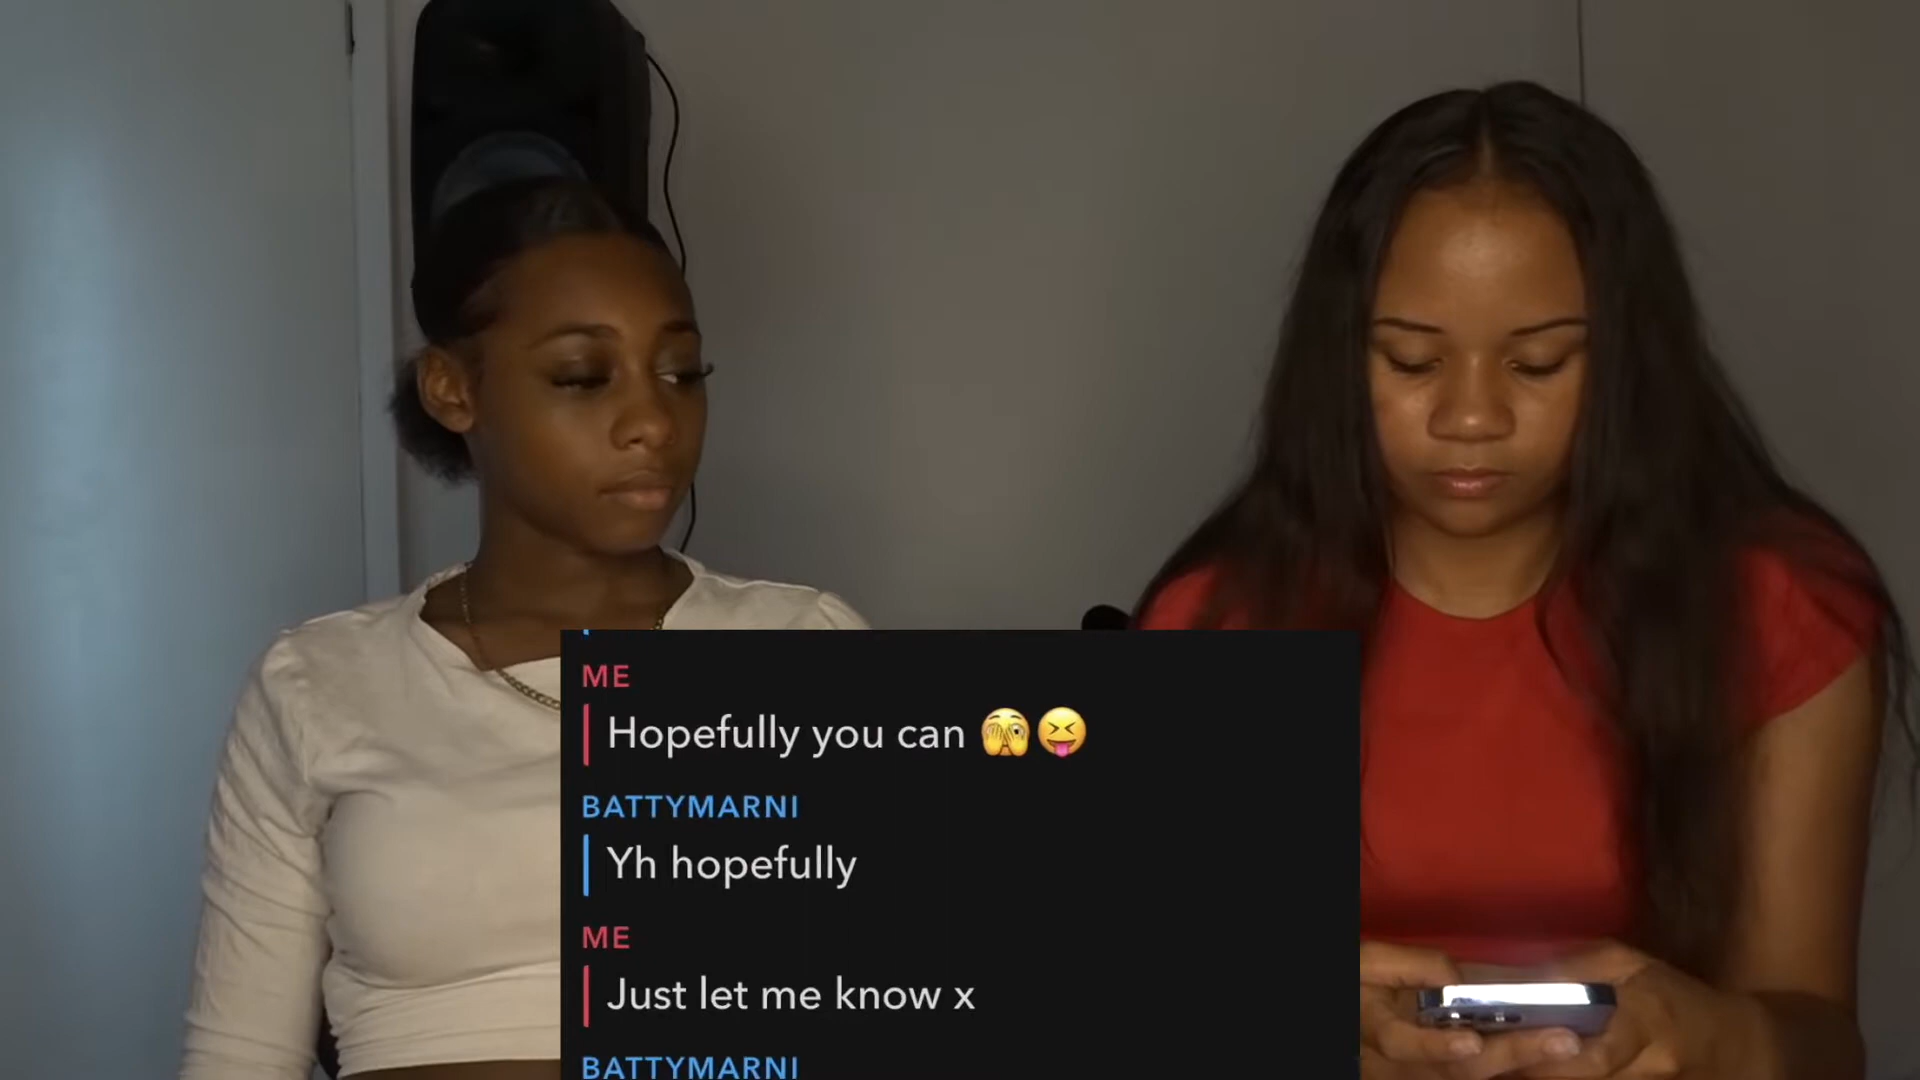 ME
Hopefully you can 🫣😝
BATTYMARNI
Yh hopefully
ME
Just let me know x
BATTYMARNI